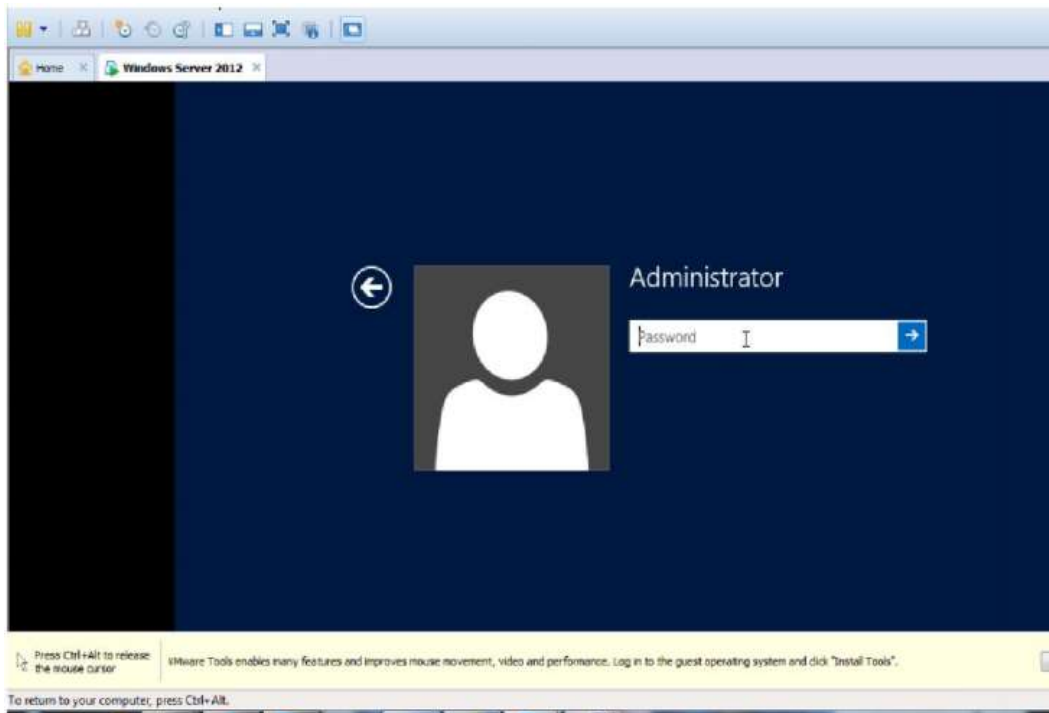 Home
Windows Server 2012
Administrator
Password
Press Ctrl+Alt to release
the mouse cursor
VMware Tools enables many features and improves mouse movement, video and performance. Log in to the guest operating system and click "Install Tools".
To return to your computer, press Ctrl+Alt.